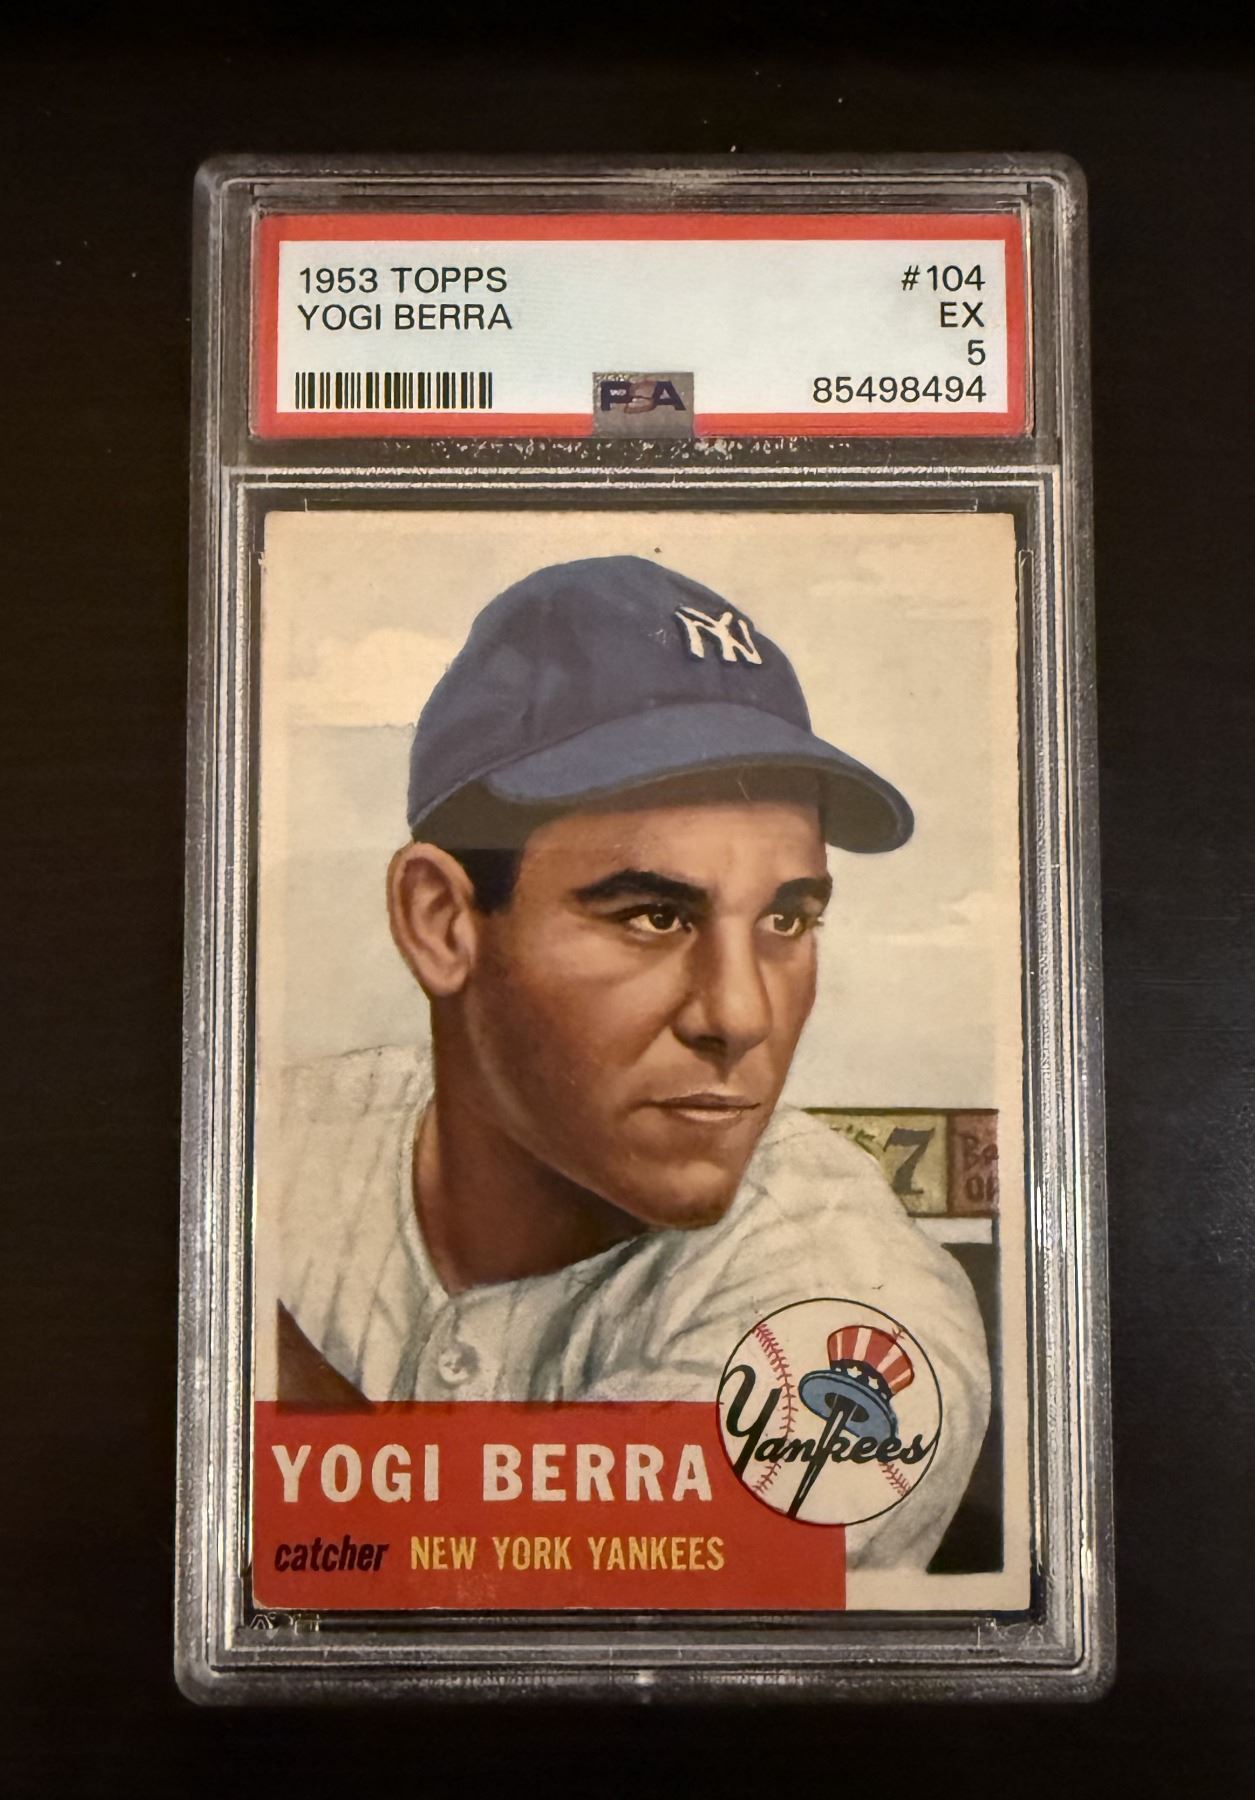 1953 TOPPS #104
YOGI BERRA EX
5
PSA 85498494
NY
7
YOGI BERRA
Yankees
catcher NEW YORK YANKEES